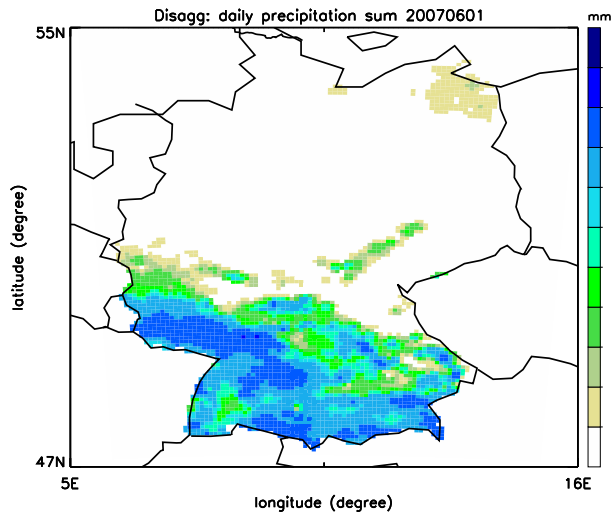 Disagg: daily precipitation sum 20070601
mm
55N
latitude (degree)
47N
5E
16E
longitude (degree)